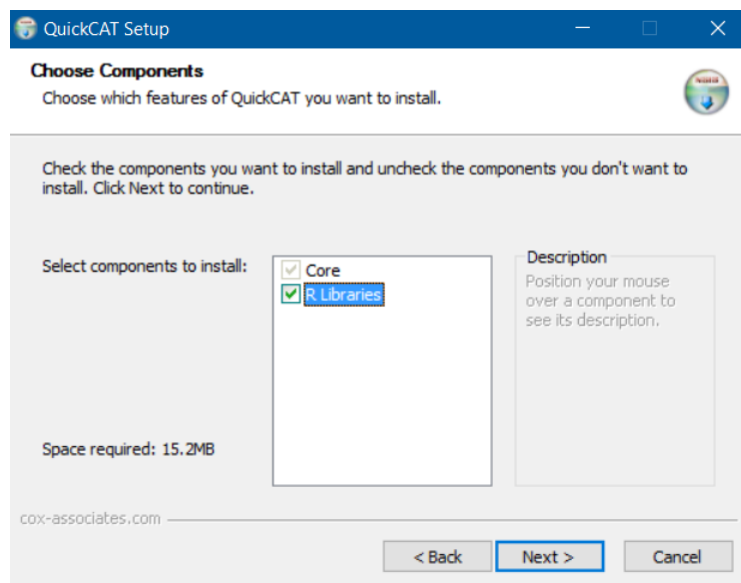 QuickCAT Setup
Choose Components
Choose which features of QuickCAT you want to install.
Check the components you want to install and uncheck the components you don't want to
install. Click Next to continue.
Select components to install:
Core
R Libraries
Description
Position your mouse
over a component to
see its description.
Space required: 15.2MB
cox-associates.com
< Back
Next >
Cancel